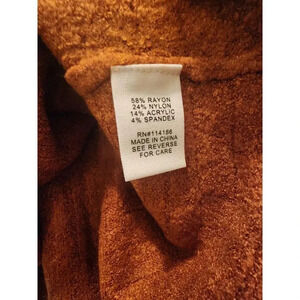 58% RAYON
24% NYLON
14% ACRYLIC
4% SPANDEX
RN#114186
MADE IN CHINA
SEE REVERSE
FOR CARE